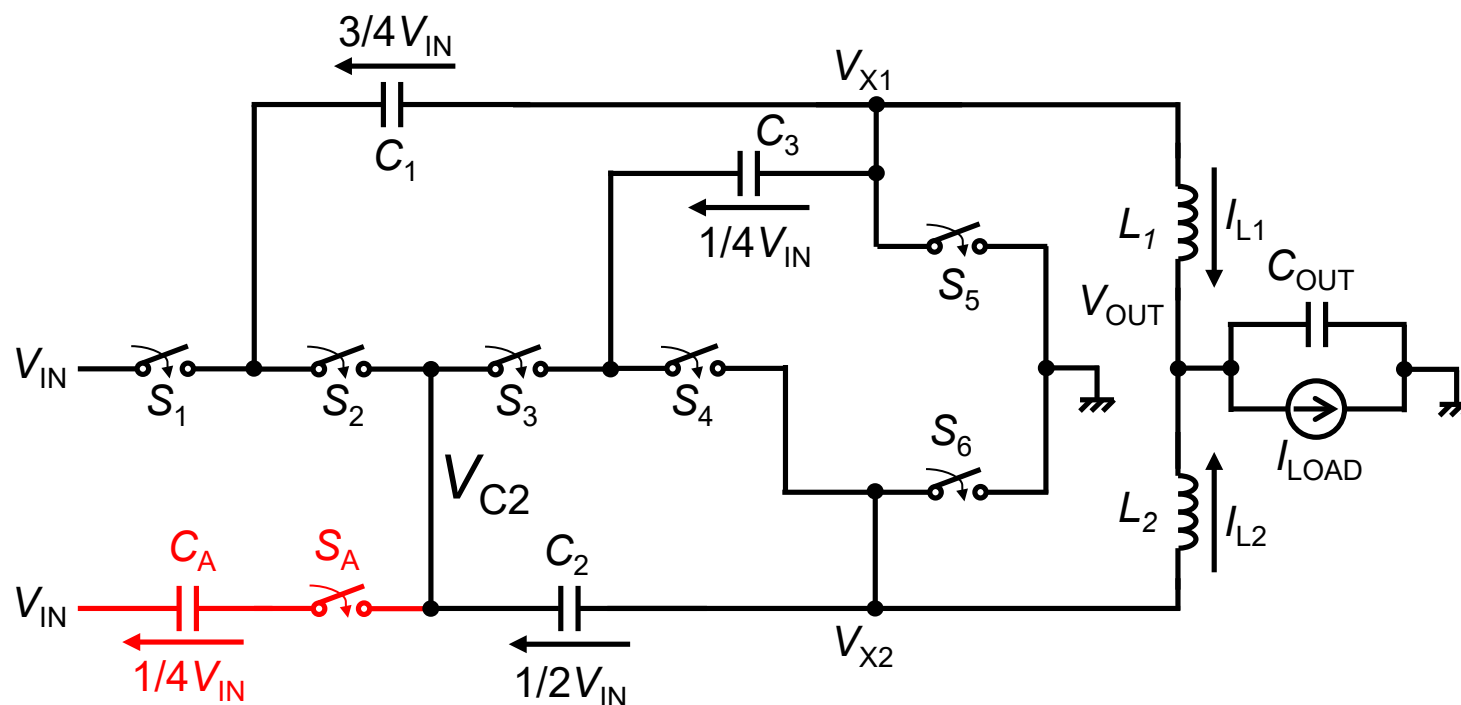 3/4VIN
VX1
C1
C3
1/4VIN
L1
IL1
S5
COUT
VOUT
VIN
S1
S2
S3
S4
S6
ILOAD
VC2
L2
IL2
CA
SA
C2
VIN
1/4VIN
1/2VIN
VX2